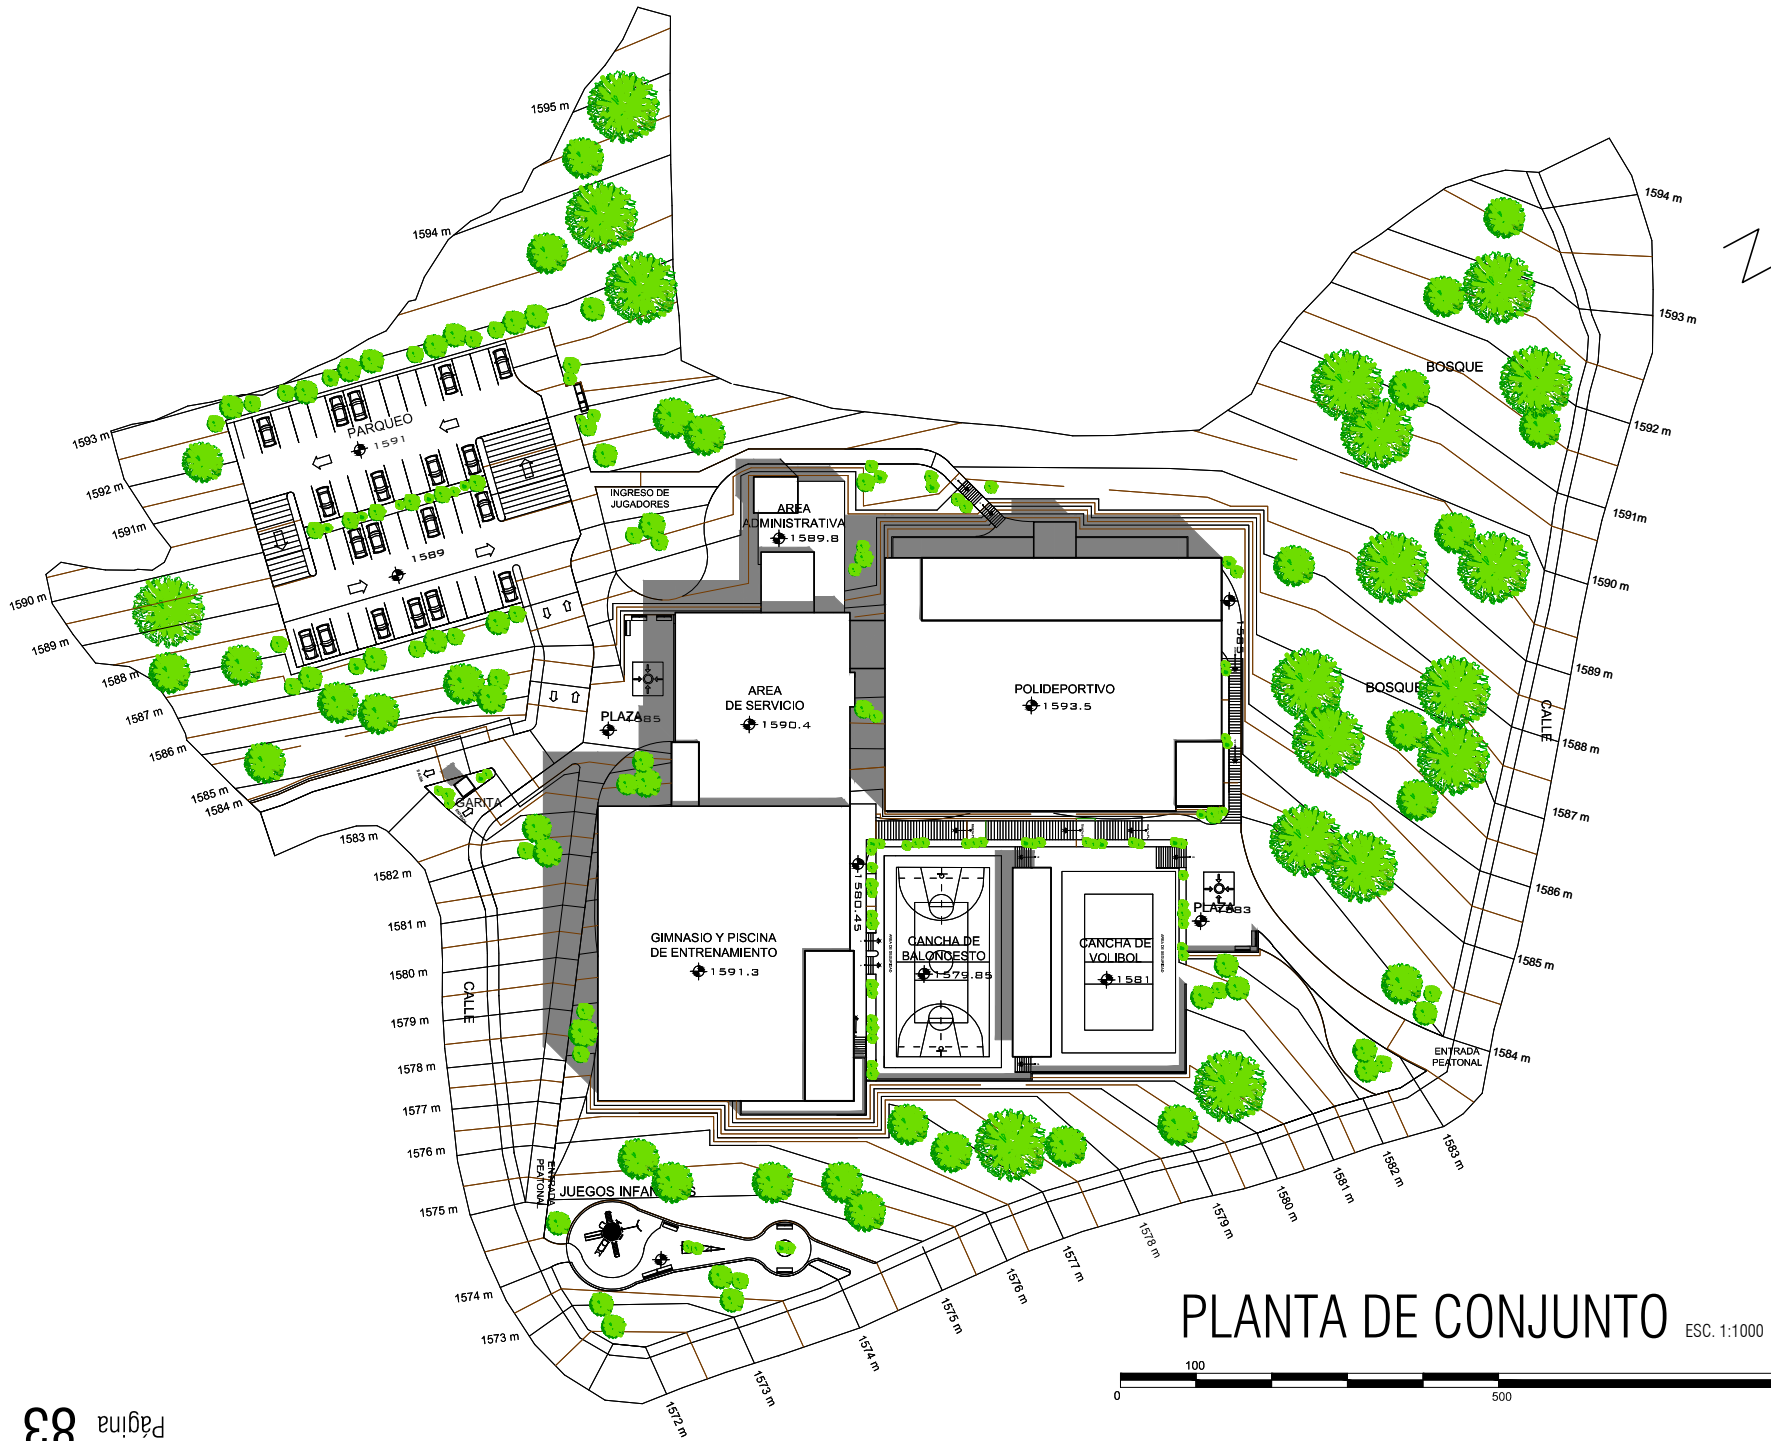 1595 m
1594 m
1593 m
1592 m
1591m
1590 m
1589 m
1588 m
1587 m
1586 m
1585 m
1584 m
1583 m
1582 m
1581 m
1580 m
1579 m
1578 m
1577 m
1576 m
1575 m
1574 m
1573 m
PARQUEO
1591
1589
INGRESO DE
JUGADORES
AREA
ADMINISTRATIVA
1589.8
AREA
DE SERVICIO
1590.4
PLAZA
GARITA
POLIDEPORTIVO
1593.5
1585
GIMNASIO Y PISCINA
DE ENTRENAMIENTO
1591.3
1580.45
CANCHA DE
BALONCESTO
1579.85
CANCHA DE
VOLIBOL
1581
PLAZA
1583
CALLE
ENTRADA
PEATONAL
JUEGOS INFANTILES
BOSQUE
BOSQUE
CALLE
ENTRADA
PEATONAL
N
1594 m
1593 m
1592 m
1591m
1590 m
1589 m
1588 m
1587 m
1586 m
1585 m
1584 m
1583 m
1582 m
1581 m
1580 m
1579 m
1578 m
1577 m
1576 m
1575 m
1574 m
1573 m
1572 m
PLANTA DE CONJUNTO ESC. 1:1000
0 100 500
Página 83